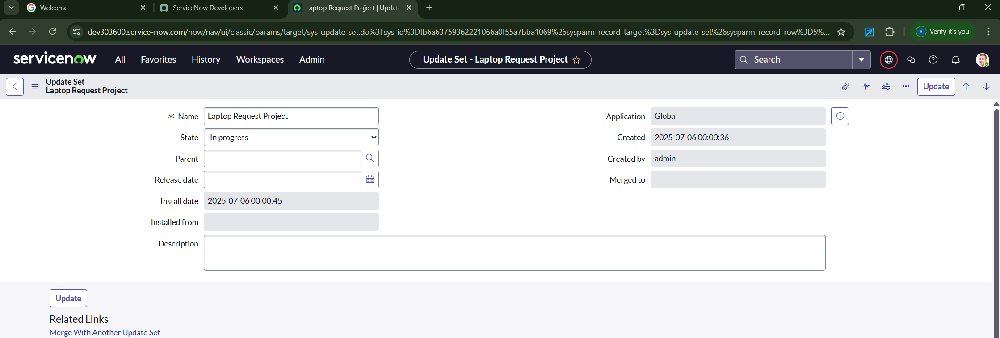 Welcome
ServiceNow Developers
Laptop Request Project | Updat
dev303600.service-now.com/now/nav/ui/classic/params/target/sys_update_set.do%3Fsys_id%3Dfb6a63759362221066a0f55a7bba1069%26sysparm_record_target%3Dsys_update_set%26sysparm_record_row%3D5%...
S
Verify it's you
servicenow
All
Favorites
History
Workspaces
Admin
Update Set - Laptop Request Project
Search
Update Set
Laptop Request Project
Update
Name
Laptop Request Project
Application
Global
State
In progress
Created
2025-07-06 00:00:36
Parent
Created by
admin
Release date
Merged to
Install date
2025-07-06 00:00:45
Installed from
Description
Update
Related Links
Merge With Another Update Set